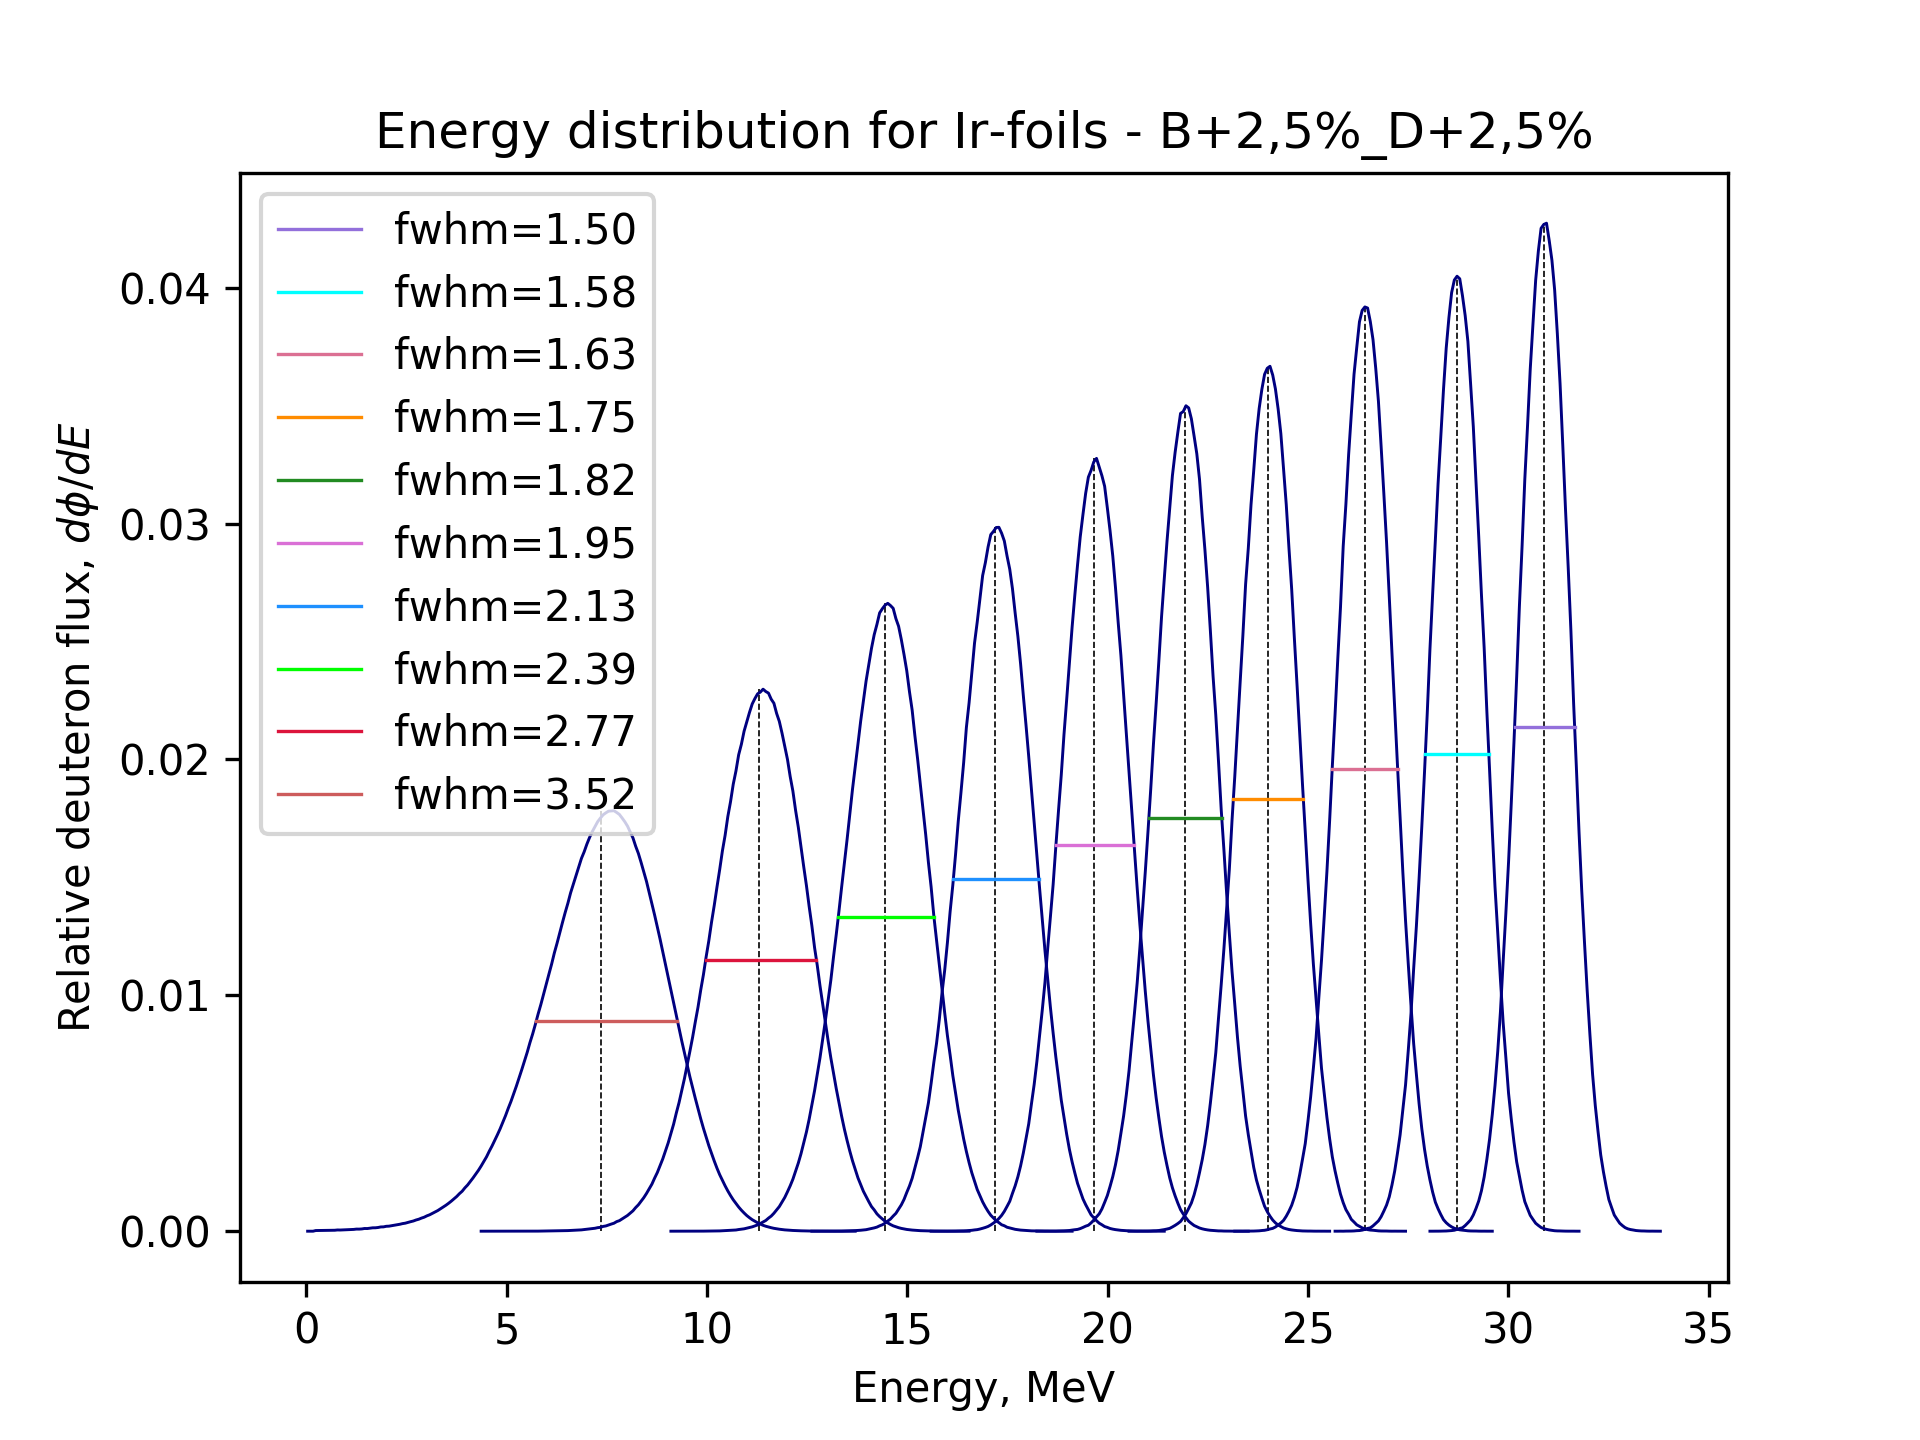 Energy distribution for Ir-foils - B+2,5%_D+2,5%
fwhm=1.50
fwhm=1.58
fwhm=1.63
fwhm=1.75
fwhm=1.82
fwhm=1.95
fwhm=2.13
fwhm=2.39
fwhm=2.77
fwhm=3.52
Relative deuteron flux, dϕ/dE
0.04
0.03
0.02
0.01
0.00
0 5 10 15 20 25 30 35
Energy, MeV